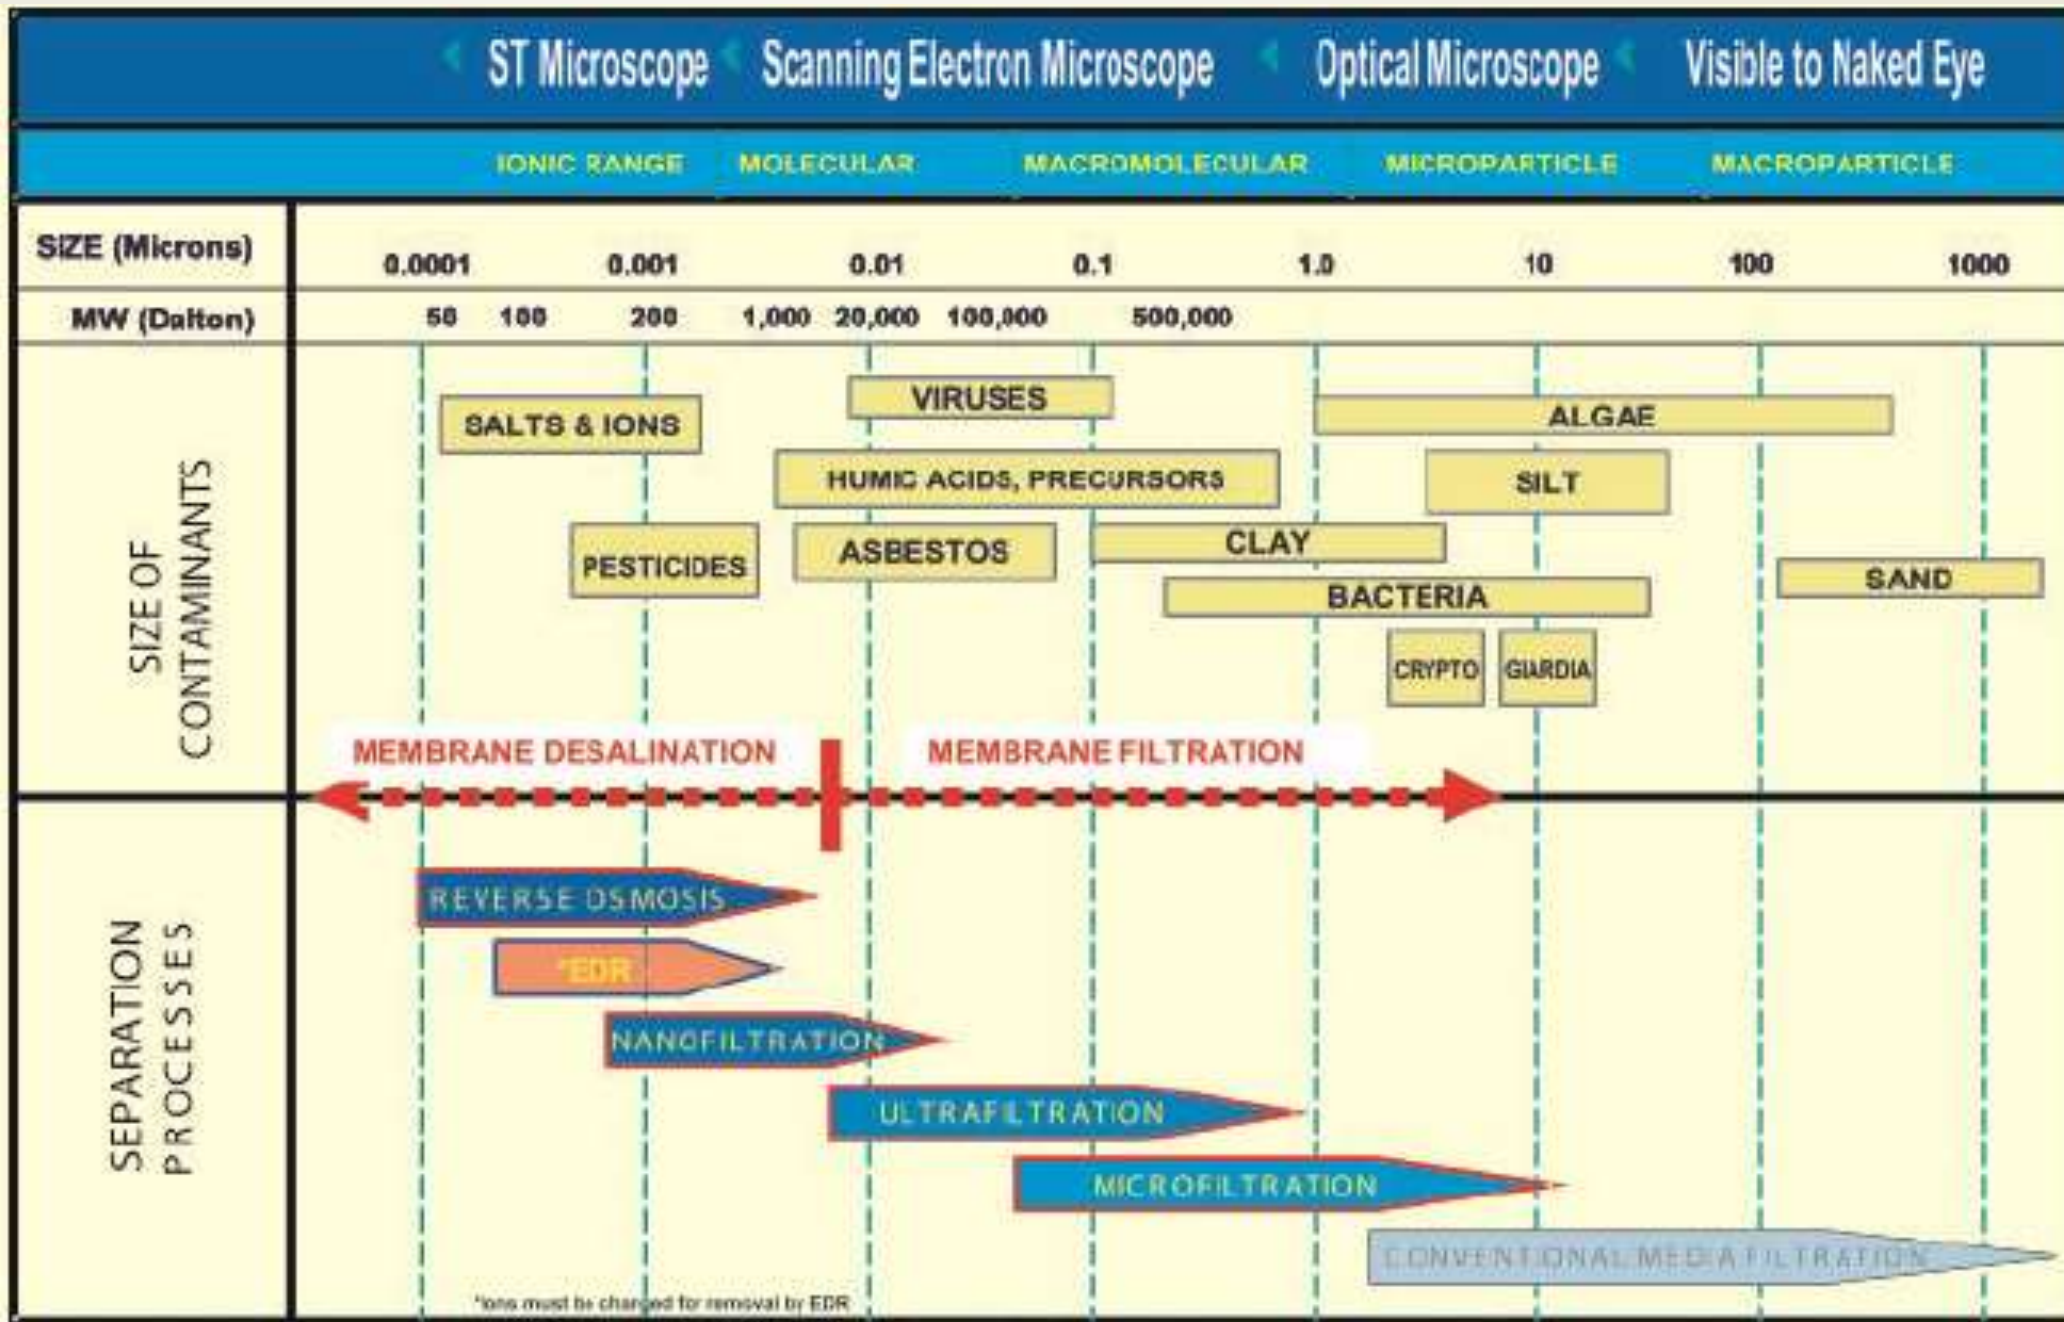 ST Microscope Scanning Electron Microscope Optical Microscope Visible to Naked Eye
IONIC RANGE MOLECULAR MACROMOLECULAR MICROPARTICLE MACROPARTICLE
SIZE (Microns) 0.0001 0.001 0.01 0.1 1.0 10 100 1000
MW (Dalton) 50 100 200 1,000 20,000 100,000 500,000
SIZE OF
CONTAMINANTS
VIRUSES
ALGAE
SALTS & IONS
HUMIC ACIDS, PRECURSORS
SILT
PESTICIDES
ASBESTOS
CLAY
SAND
BACTERIA
CRYPTO
GIARDIA
MEMBRANE DESALINATION MEMBRANE FILTRATION
SEPARATION
PROCESSES
REVERSE OSMOSIS
*EDR
NANOFILTRATION
ULTRAFILTRATION
MICROFILTRATION
CONVENTIONAL MEDIA FILTRATION
*Ions must be charged for removal by EDR